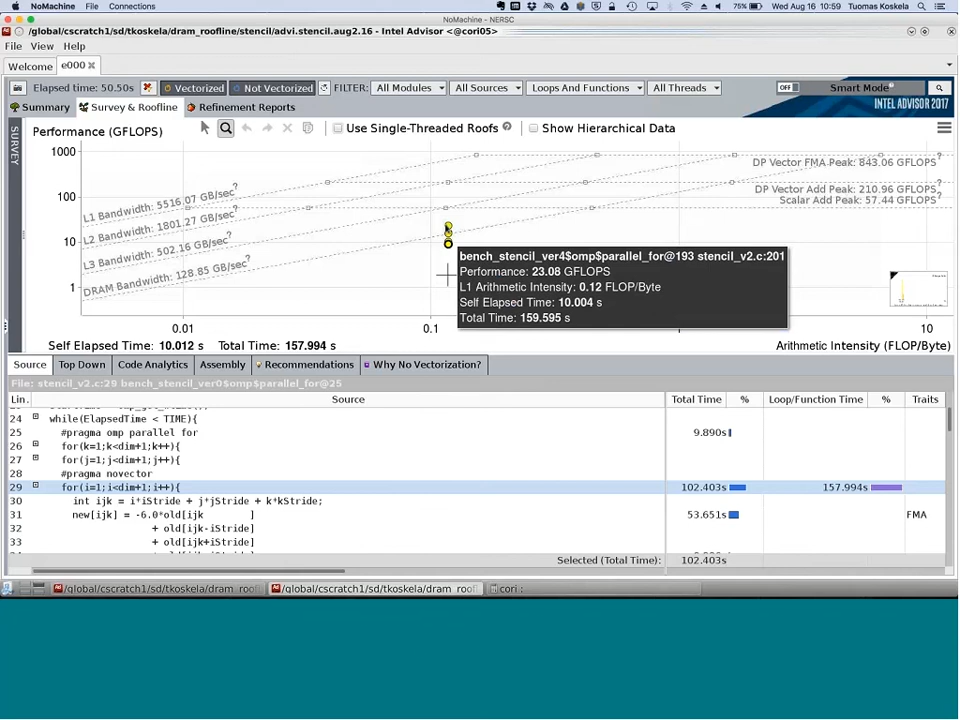 NoMachine File Connections 75% Wed Aug 16 10:59 Tuomas Koskela
NoMachine - NERSC
/global/cscratch1/sd/tkoskela/dram_roofline/stencil/advi.stencil.aug2.16 - Intel Advisor <@cori05>
File View Help
Welcome e000
Elapsed time: 50.50s Vectorized Not Vectorized FILTER: All Modules All Sources Loops And Functions All Threads OFF Smart Mode
Summary Survey & Roofline Refinement Reports INTEL ADVISOR 2017
SURVEY
Performance (GFLOPS) Use Single-Threaded Roofs ? Show Hierarchical Data
1000
DP Vector FMA Peak: 843.06 GFLOPS ?
100
DP Vector Add Peak: 210.96 GFLOPS ?
Scalar Add Peak: 57.44 GFLOPS ?
L1 Bandwidth: 5516.07 GB/sec ?
L2 Bandwidth: 1801.27 GB/sec ?
10
L3 Bandwidth: 502.16 GB/sec ?
DRAM Bandwidth: 128.85 GB/sec ?
1
bench_stencil_ver4$omp$parallel_for@193 stencil_v2.c:201
Performance: 23.08 GFLOPS
L1 Arithmetic Intensity: 0.12 FLOP/Byte
Self Elapsed Time: 10.004 s
Total Time: 159.595 s
0.01 0.1 10
Self Elapsed Time: 10.012 s Total Time: 157.994 s Arithmetic Intensity (FLOP/Byte)
Source Top Down Code Analytics Assembly Recommendations Why No Vectorization?
File: stencil_v2.c:29 bench_stencil_ver0$omp$parallel_for@25
Lin. Source Total Time % Loop/Function Time % Traits
24 while(ElapsedTime < TIME){
25 #pragma omp parallel for 9.890s
26 for(k=1;k<dim+1;k++){
27 for(j=1;j<dim+1;j++){
28 #pragma novector
29 for(i=1;i<dim+1;i++){ 102.403s 157.994s
30 int ijk = i*iStride + j*jStride + k*kStride;
31 new[ijk] = -6.0*old[ijk ] 53.651s FMA
32 + old[ijk-iStride]
33 + old[ijk+iStride]
Selected (Total Time): 102.403s
/global/cscratch1/sd/tkoskela/dram_roofl /global/cscratch1/sd/tkoskela/dram_roofl cori :